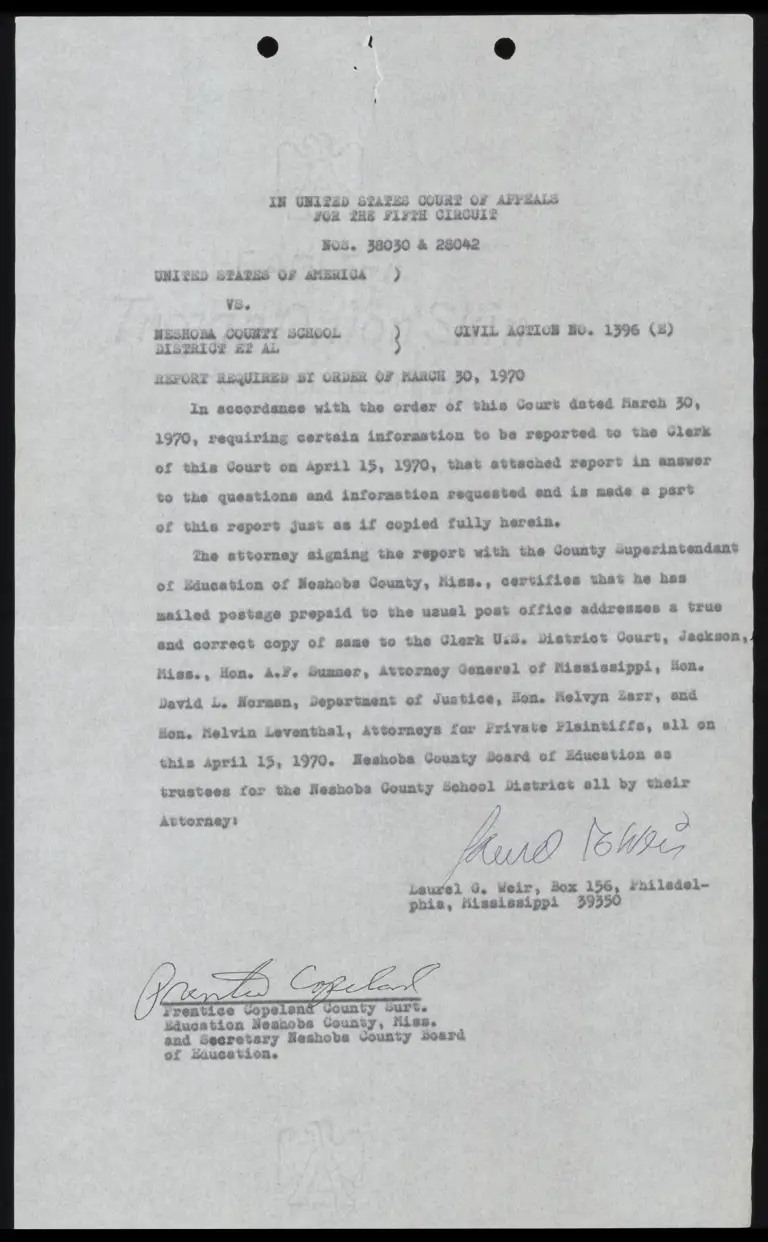 IN UNITED STATES COURT OF APPEALS
FOR THE FIFTH CIRCUIT
NOS. 38030 & 28042
UNITED STATES OF AMERICA )
VS.
NESHOBA COUNTY SCHOOL ) CIVIL ACTION NO. 1396 (E)
DISTRICT ET AL )
REPORT REQUIRED BY ORDER OF MARCH 30, 1970
In accordance with the order of this Court dated March 30,
1970, requiring certain information to be reported to the Clerk
of this Court on April 15, 1970, that attached report in answer
to the questions and information requested and is made a part
of this report just as if copied fully herein.
The attorney signing the report with the County Superintendant
of Education of Neshoba County, Miss., certifies that he has
mailed postage prepaid to the usual post office addresses a true
and correct copy of same to the Clerk U.S. District Court, Jackson,
Miss., Hon. A.F. Summer, Attorney General of Mississippi, Hon.
David L. Norman, Department of Justice, Hon. Melvyn Zarr, and
Hon. Melvin Leventhal, Attorneys for Private Plaintiffs, all on
this April 15, 1970. Neshoba County Board of Education as
trustees for the Neshoba County School District all by their
Attorney:
Laurel G Weir
Laurel G. Weir, Box 156, Philadel-
phia, Mississippi 39350
Prentice Copeland
Prentice Copeland County Surt.
Education Neshoba County, Miss.
and Secretary Neshoba County Board
of Education.